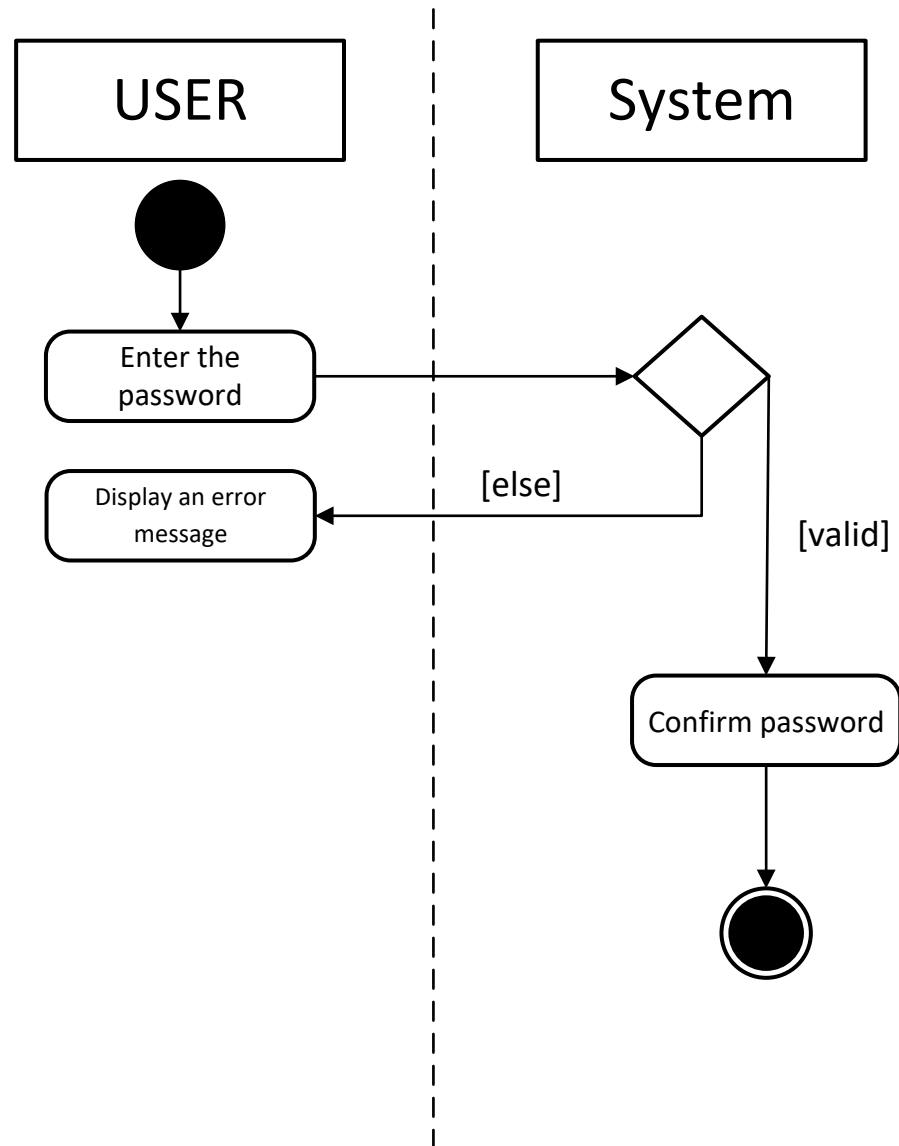 USER
System
Enter the
password
Display an error
message
[else]
[valid]
Confirm password